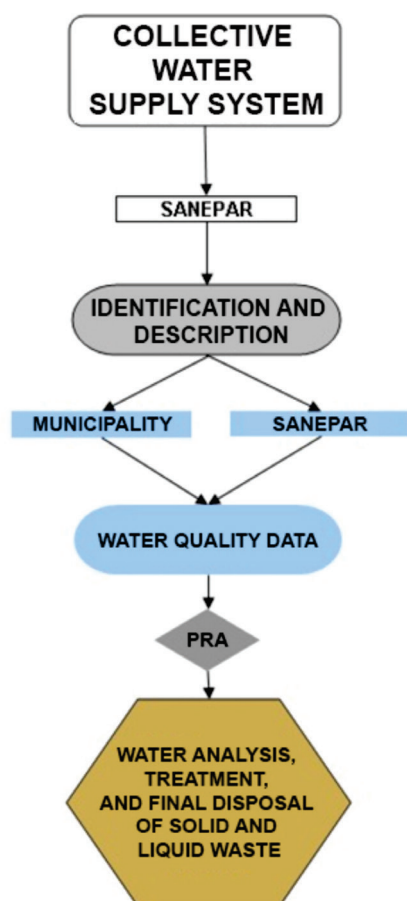 COLLECTIVE
WATER
SUPPLY SYSTEM
SANEPAR
IDENTIFICATION AND
DESCRIPTION
MUNICIPALITY
SANEPAR
WATER QUALITY DATA
PRA
WATER ANALYSIS,
TREATMENT,
AND FINAL DISPOSAL
OF SOLID AND
LIQUID WASTE